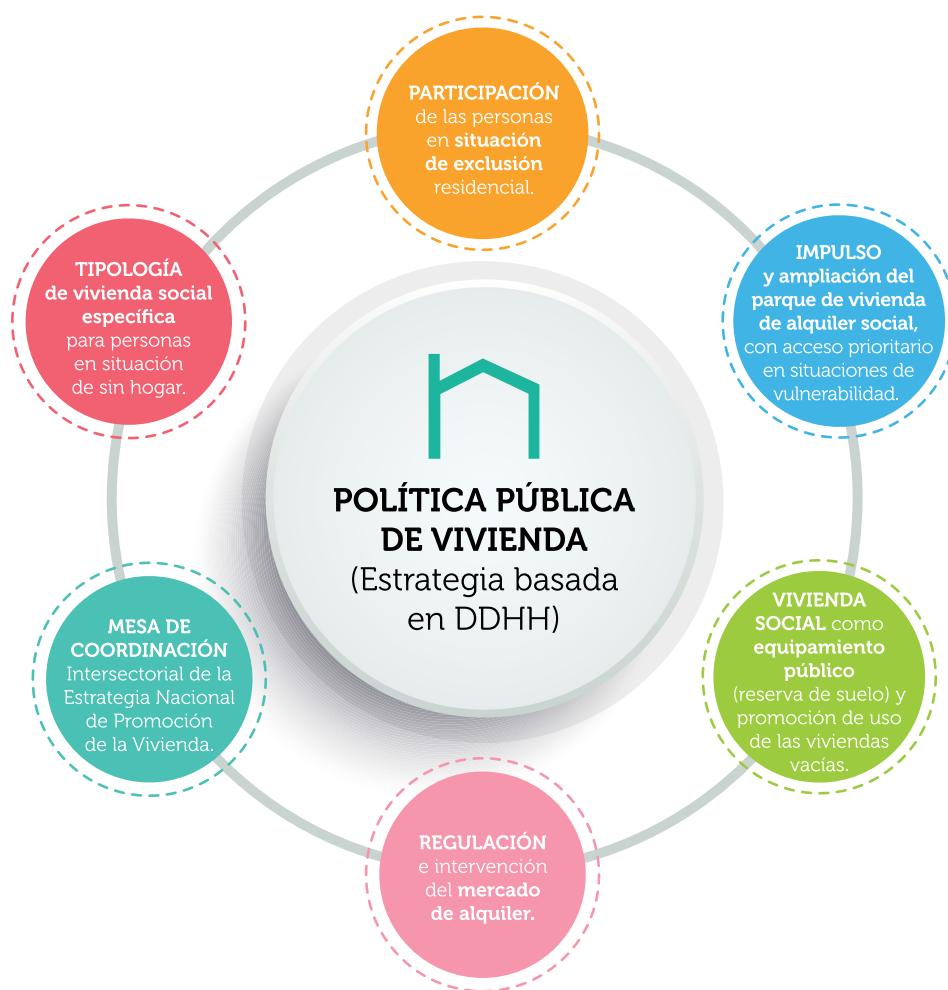 PARTICIPACIÓN
de las personas
en situación
de exclusión
residencial.
IMPULSO
y ampliación del
parque de vivienda
de alquiler social,
con acceso prioritario
en situaciones de
vulnerabilidad.
TIPOLOGÍA
de vivienda social
específica
para personas
en situación
de sin hogar.
POLÍTICA PÚBLICA
DE VIVIENDA
(Estrategia basada
en DDHH)
VIVIENDA
SOCIAL como
equipamiento
público
(reserva de suelo) y
promoción de uso
de las viviendas
vacías.
MESA DE
COORDINACIÓN
Intersectorial de la
Estrategia Nacional
de Promoción
de la Vivienda.
REGULACIÓN
e intervención
del mercado
de alquiler.